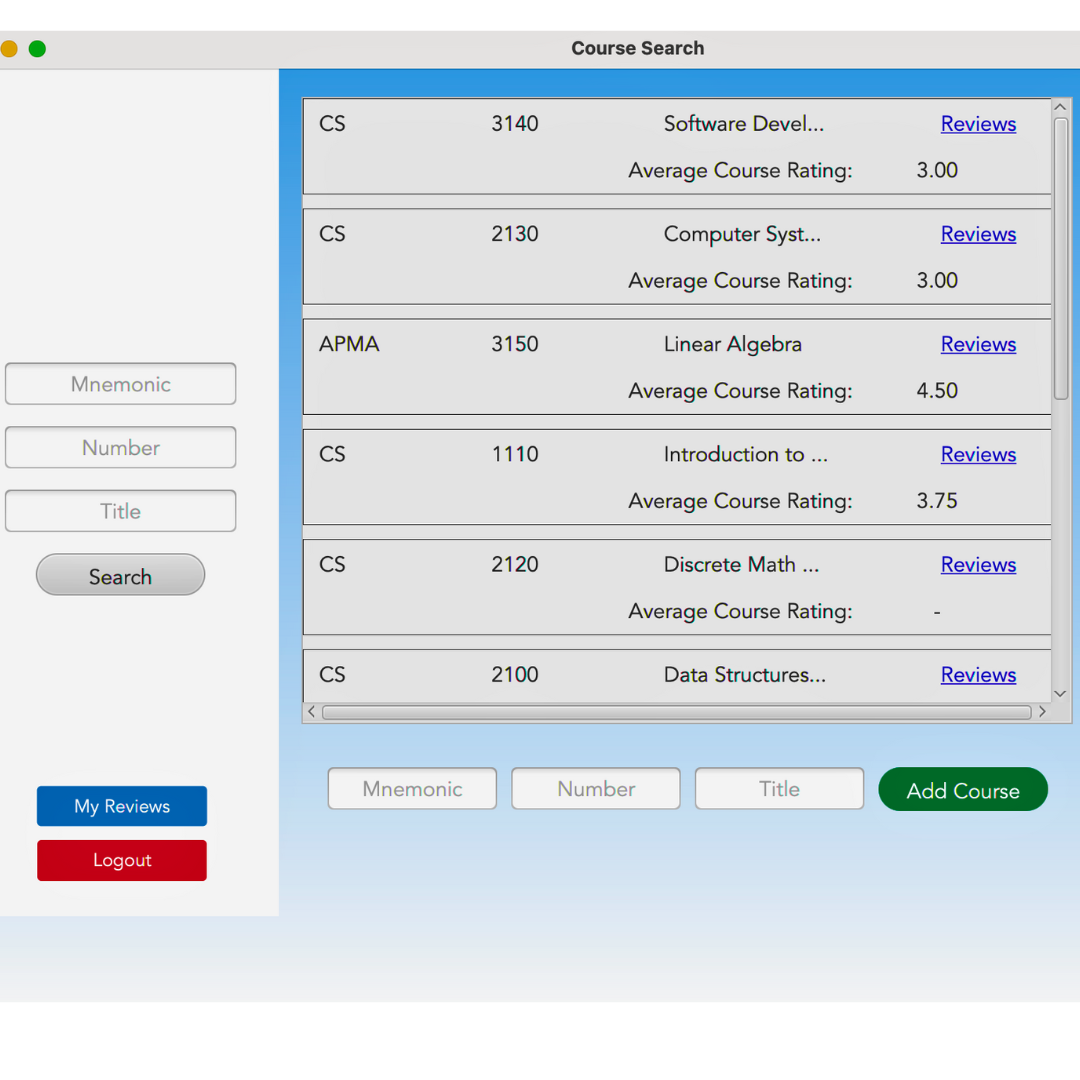 Course Search
Mnemonic
Number
Title
Search
My Reviews
Logout
CS 3140 Software Devel... Reviews
Average Course Rating: 3.00
CS 2130 Computer Syst... Reviews
Average Course Rating: 3.00
APMA 3150 Linear Algebra Reviews
Average Course Rating: 4.50
CS 1110 Introduction to ... Reviews
Average Course Rating: 3.75
CS 2120 Discrete Math ... Reviews
Average Course Rating: -
CS 2100 Data Structures... Reviews
Mnemonic Number Title Add Course